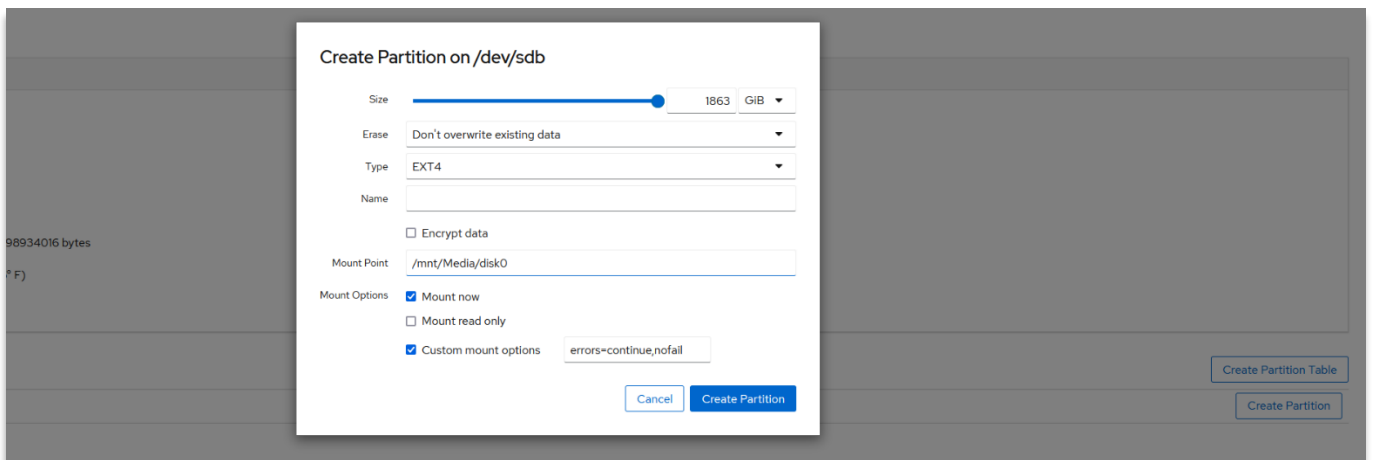 Create Partition on /dev/sdb
Size 1863 GiB
Erase Don't overwrite existing data
Type EXT4
Name
Encrypt data
98934016 bytes
Mount Point /mnt/Media/disk0
° F)
Mount Options Mount now
Mount read only
Custom mount options errors=continue,nofail
Create Partition Table
Cancel Create Partition
Create Partition